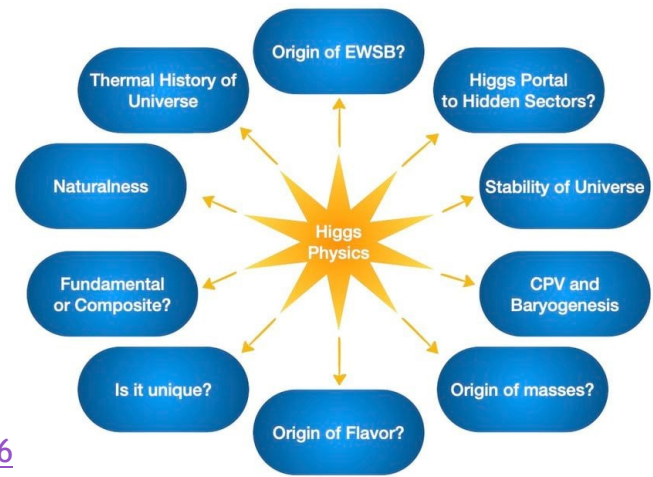 Origin of EWSB?
Thermal History of
Universe
Higgs Portal
to Hidden Sectors?
Naturalness
Stability of Universe
Higgs
Physics
Fundamental
or Composite?
CPV and
Baryogenesis
Is it unique?
Origin of masses?
Origin of Flavor?
6